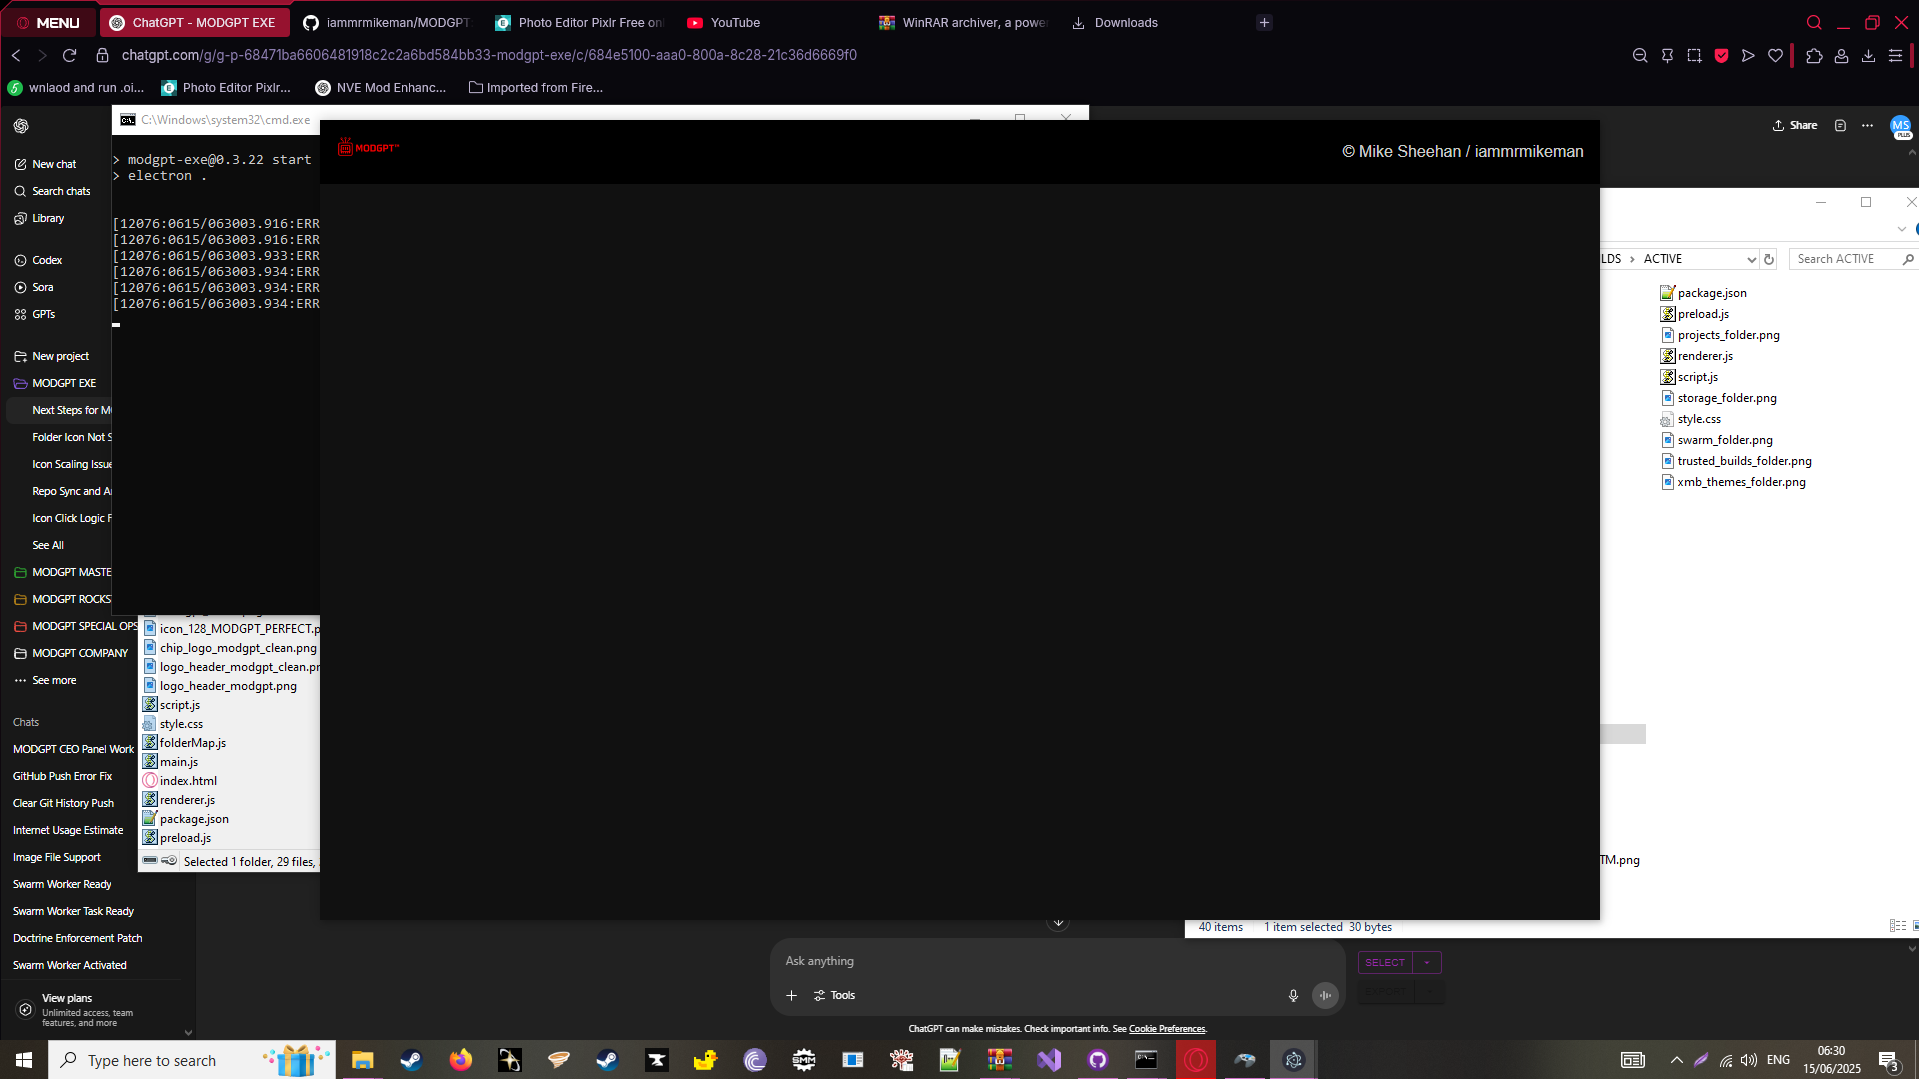 MENU
ChatGPT - MODGPT EXE
iammrmikeman/MODGPT
Photo Editor Pixlr Free onl
YouTube
WinRAR archiver, a powe
Downloads
chatgpt.com/g/g-p-68471ba6606481918c2c2a6bd584bb33-modgpt-exe/c/684e5100-aaa0-800a-8c28-21c36d6669f0
wnlaod and run .oi...
Photo Editor Pixlr...
NVE Mod Enhanc...
Imported from Fire...
C:\Windows\system32\cmd.exe
> modgpt-exe@0.3.22 start
> electron .
[12076:0615/063003.916:ERR
[12076:0615/063003.916:ERR
[12076:0615/063003.933:ERR
[12076:0615/063003.934:ERR
[12076:0615/063003.934:ERR
[12076:0615/063003.934:ERR
MODGPT™
© Mike Sheehan / iammrmikeman
Share
MS
PLUS
New chat
Search chats
Library
Codex
Sora
GPTs
New project
MODGPT EXE
Next Steps for M
Folder Icon Not S
Icon Scaling Issue
Repo Sync and A
Icon Click Logic F
See All
MODGPT MASTE
MODGPT ROCKS
MODGPT SPECIAL OPS
MODGPT COMPANY
See more
Chats
MODGPT CEO Panel Work
GitHub Push Error Fix
Clear Git History Push
Internet Usage Estimate
Image File Support
Swarm Worker Ready
Swarm Worker Task Ready
Doctrine Enforcement Patch
Swarm Worker Activated
View plans
Unlimited access, team
features, and more
icon_128_MODGPT_PERFECT.p
chip_logo_modgpt_clean.png
logo_header_modgpt_clean.pn
logo_header_modgpt.png
script.js
style.css
folderMap.js
main.js
index.html
renderer.js
package.json
preload.js
Selected 1 folder, 29 files,
LDS > ACTIVE
Search ACTIVE
package.json
preload.js
projects_folder.png
renderer.js
script.js
storage_folder.png
style.css
swarm_folder.png
trusted_builds_folder.png
xmb_themes_folder.png
TM.png
40 items
1 item selected 30 bytes
Ask anything
Tools
SELECT
ChatGPT can make mistakes. Check important info. See Cookie Preferences.
Type here to search
SMM
ENG
06:30
15/06/2025
3